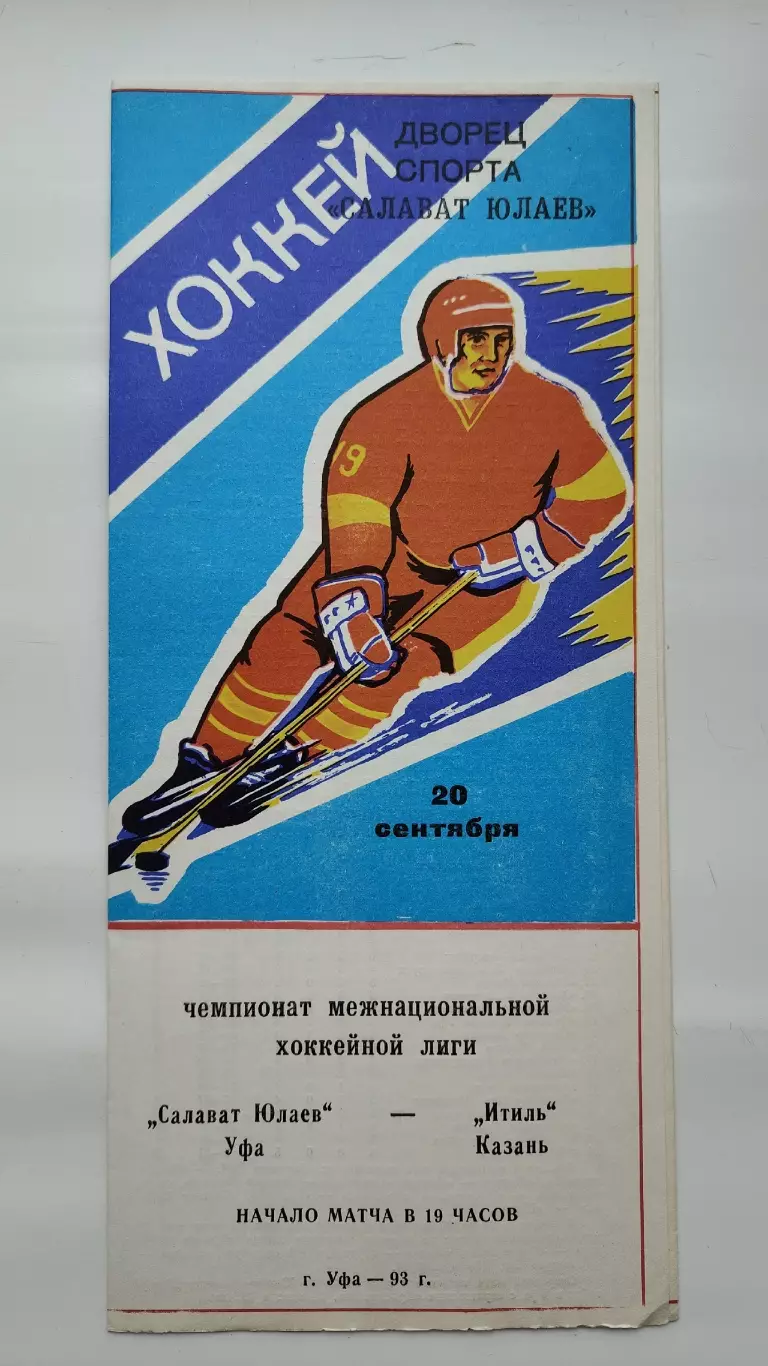 ХОККЕЙ
ДВОРЕЦ
СПОРТА
«САЛАВАТ ЮЛАЕВ»
19
20
сентября
чемпионат межнациональной
хоккейной лиги
„Салават Юлаев“ — „Итиль“
Уфа Казань
НАЧАЛО МАТЧА В 19 ЧАСОВ
г. Уфа — 93 г.